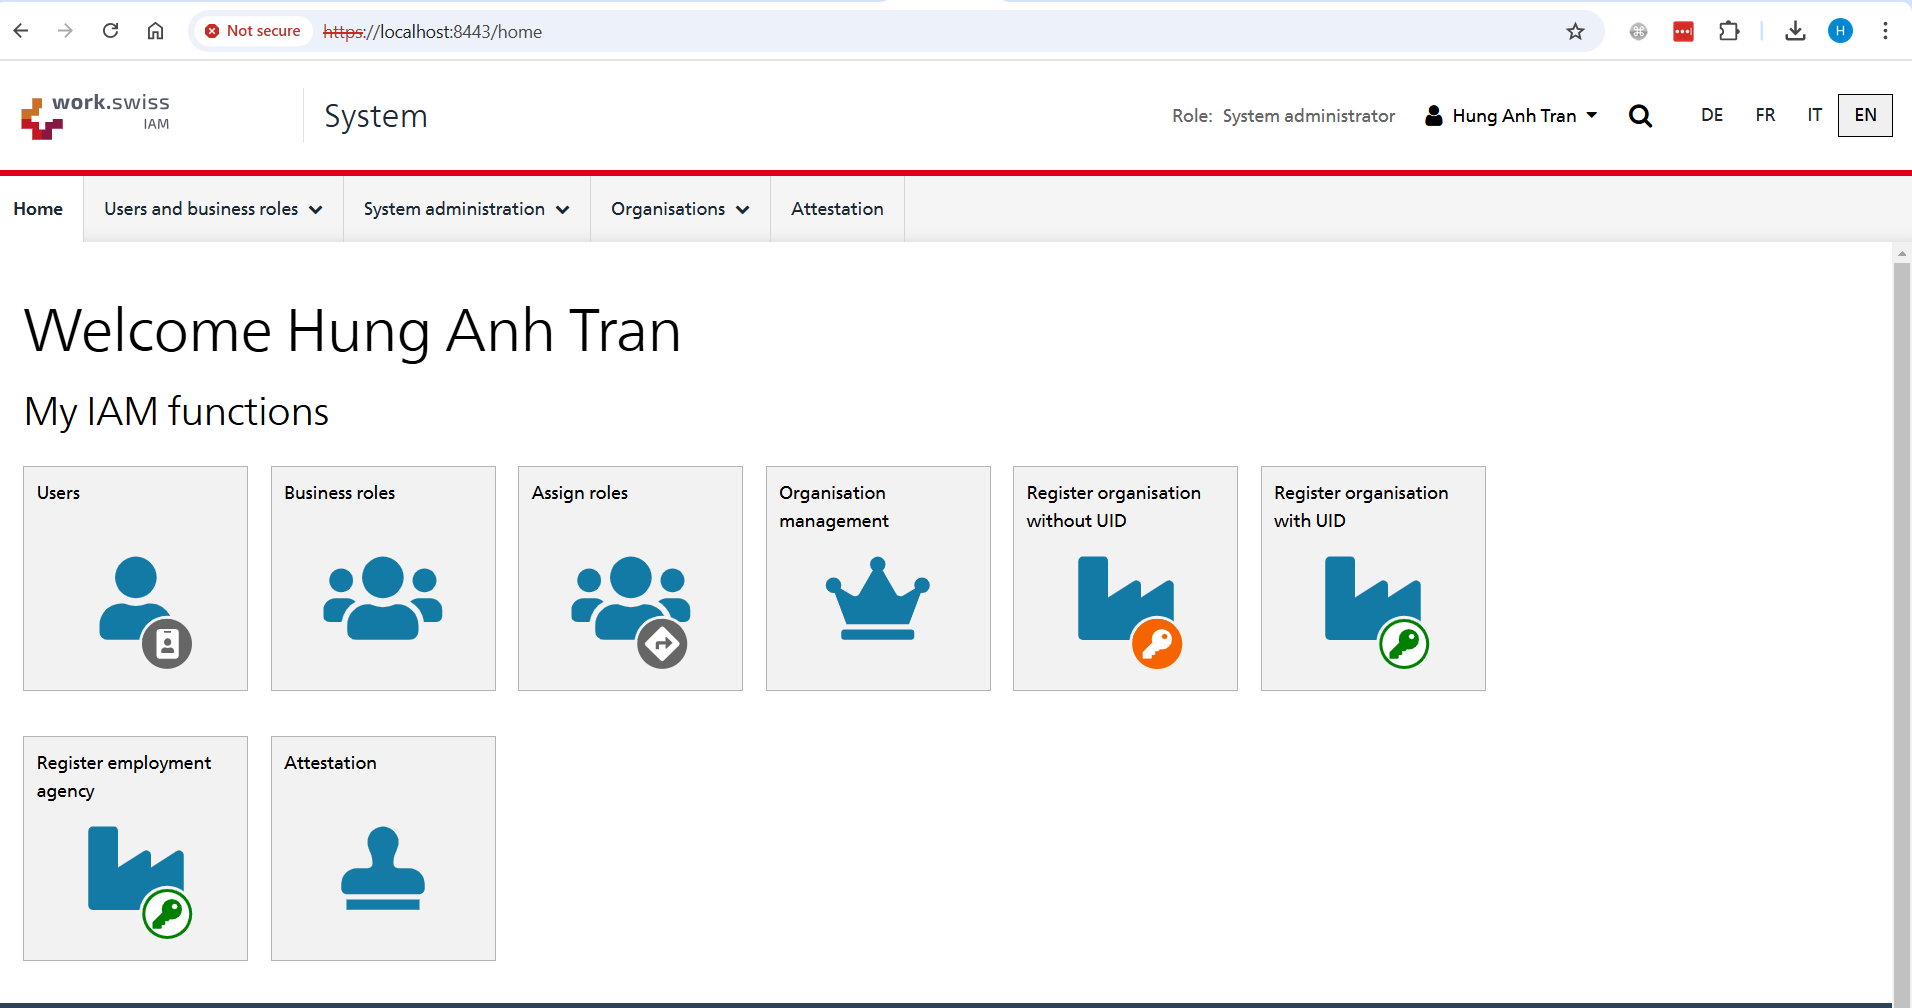 Not secure https://localhost:8443/home H
work.swiss
IAM
System
Role: System administrator Hung Anh Tran DE FR IT EN
Home Users and business roles System administration Organisations Attestation
Welcome Hung Anh Tran
My IAM functions
Users
Business roles
Assign roles
Organisation
management
Register organisation
without UID
Register organisation
with UID
Register employment
agency
Attestation